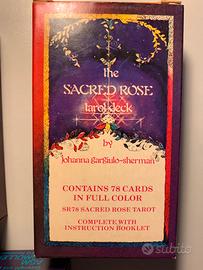 the
SACRED ROSE
tarot deck
by
johanna gargiulo-sherman
CONTAINS 78 CARDS
IN FULL COLOR
SR78 SACRED ROSE TAROT
COMPLETE WITH
INSTRUCTION BOOKLET
subito